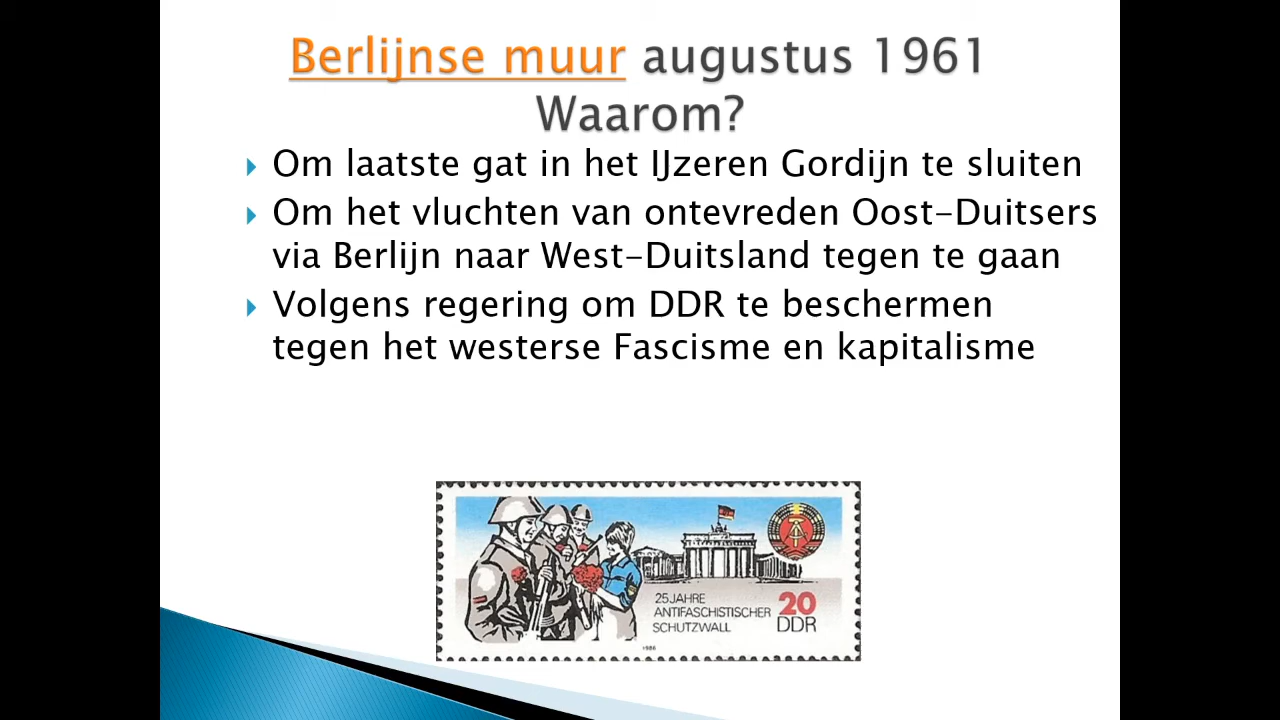 Berlijnse muur augustus 1961
Waarom?
Om laatste gat in het IJzeren Gordijn te sluiten
Om het vluchten van ontevreden Oost-Duitsers
via Berlijn naar West-Duitsland tegen te gaan
Volgens regering om DDR te beschermen
tegen het westerse Fascisme en kapitalisme
25 JAHRE
ANTIFASCHISTISCHER
SCHUTZWALL
20
DDR
1986